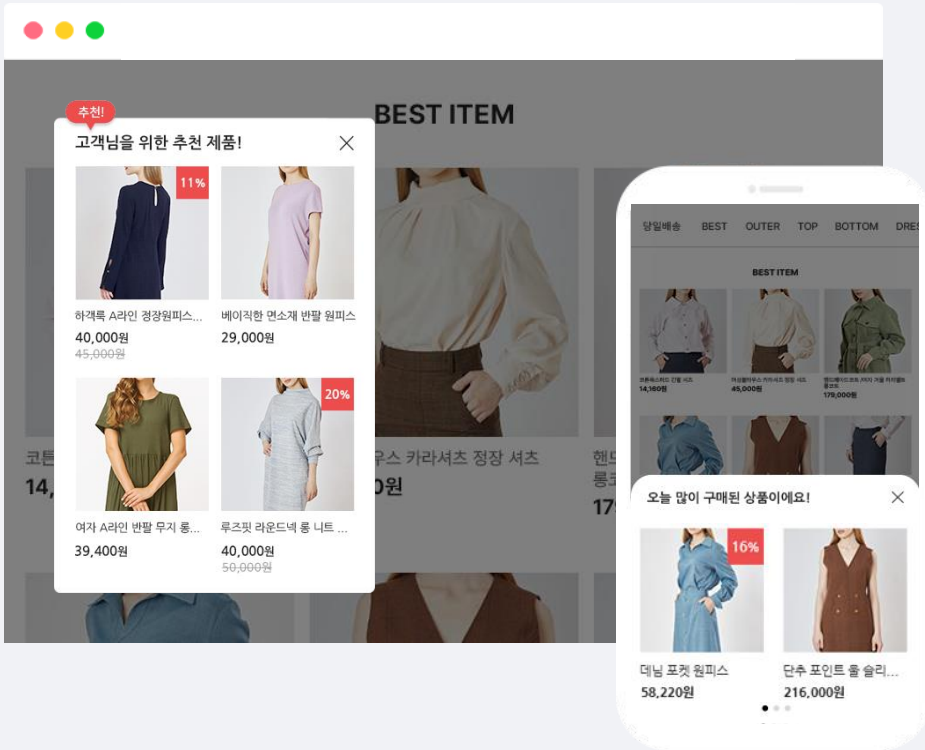 추천!
고객님을 위한 추천 제품!
11%
하객룩 A라인 정장원피스...
40,000원
45,000원
베이직한 면소재 반팔 원피스
29,000원
20%
여자 A라인 반팔 무지 롱...
39,400원
루즈핏 라운드넥 롱 니트 ...
40,000원
50,000원
BEST ITEM
코튼
14,
우스 카라셔츠 정장 셔츠
0원
핸드
롱코
179
당일배송 BEST OUTER TOP BOTTOM DRES
BEST ITEM
14,160원
45,000원
179,000원
오늘 많이 구매된 상품이에요!
16%
데님 포켓 원피스
58,220원
단추 포인트 울 슬리...
216,000원